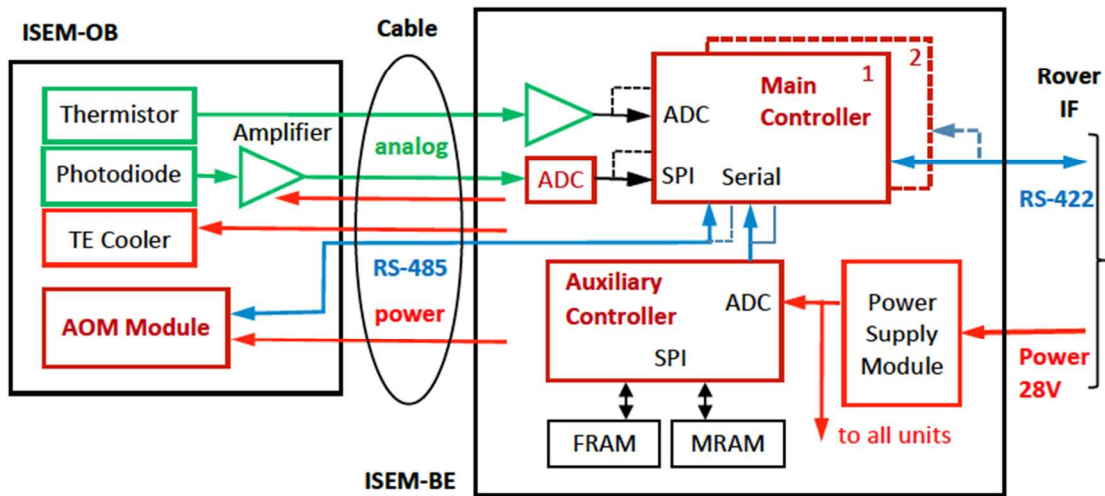 ISEM-OB
Cable
Thermistor
Amplifier
Photodiode
TE Cooler
AOM Module
analog
RS-485
power
ADC
ADC
SPI
Serial
Main
Controller
1
2
Rover
IF
RS-422
Auxiliary
Controller
ADC
SPI
Power
Supply
Module
Power
28V
to all units
FRAM
MRAM
ISEM-BE